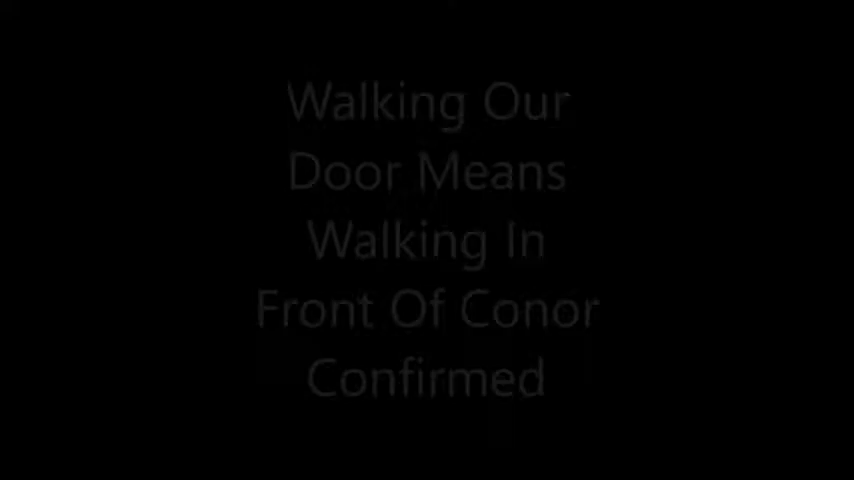 Walking Our
Door Means
Walking In
Front Of Conor
Confirmed